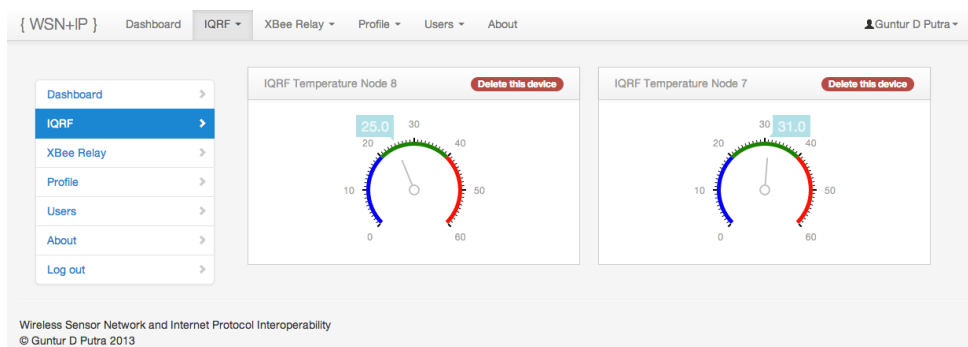 { WSN+IP } Dashboard IQRF XBee Relay Profile Users About Guntur D Putra
Dashboard
IQRF
XBee Relay
Profile
Users
About
Log out
IQRF Temperature Node 8 Delete this device
25.0
0 10 20 30 40 50 60
IQRF Temperature Node 7 Delete this device
31.0
0 10 20 30 40 50 60
Wireless Sensor Network and Internet Protocol Interoperability
© Guntur D Putra 2013